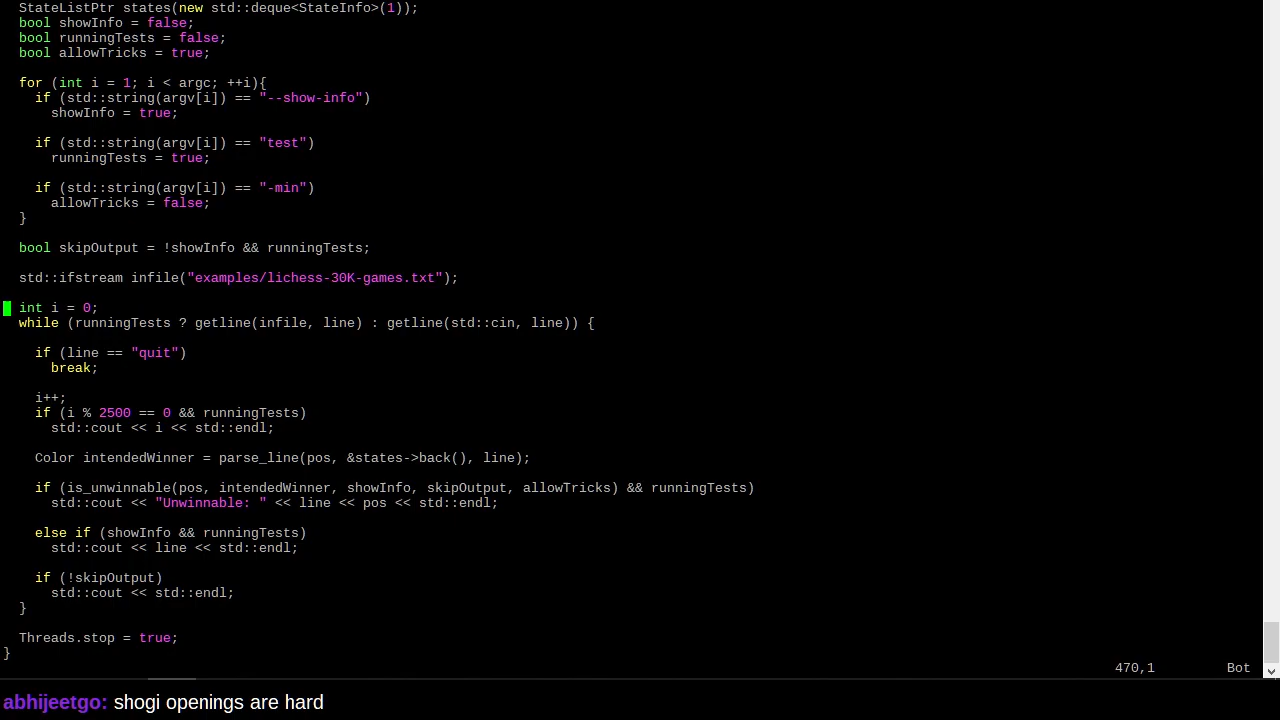 StateListPtr states(new std::deque<StateInfo>(1));
bool showInfo = false;
bool runningTests = false;
bool allowTricks = true;
for (int i = 1; i < argc; ++i){
if (std::string(argv[i]) == "--show-info")
showInfo = true;
if (std::string(argv[i]) == "test")
runningTests = true;
if (std::string(argv[i]) == "-min")
allowTricks = false;
}
bool skipOutput = !showInfo && runningTests;
std::ifstream infile("examples/lichess-30K-games.txt");
int i = 0;
while (runningTests ? getline(infile, line) : getline(std::cin, line)) {
if (line == "quit")
break;
i++;
if (i % 2500 == 0 && runningTests)
std::cout << i << std::endl;
Color intendedWinner = parse_line(pos, &states->back(), line);
if (is_unwinnable(pos, intendedWinner, showInfo, skipOutput, allowTricks) && runningTests)
std::cout << "Unwinnable: " << line << pos << std::endl;
else if (showInfo && runningTests)
std::cout << line << std::endl;
if (!skipOutput)
std::cout << std::endl;
}
Threads.stop = true;
}
470,1 Bot
abhijeetgo: shogi openings are hard